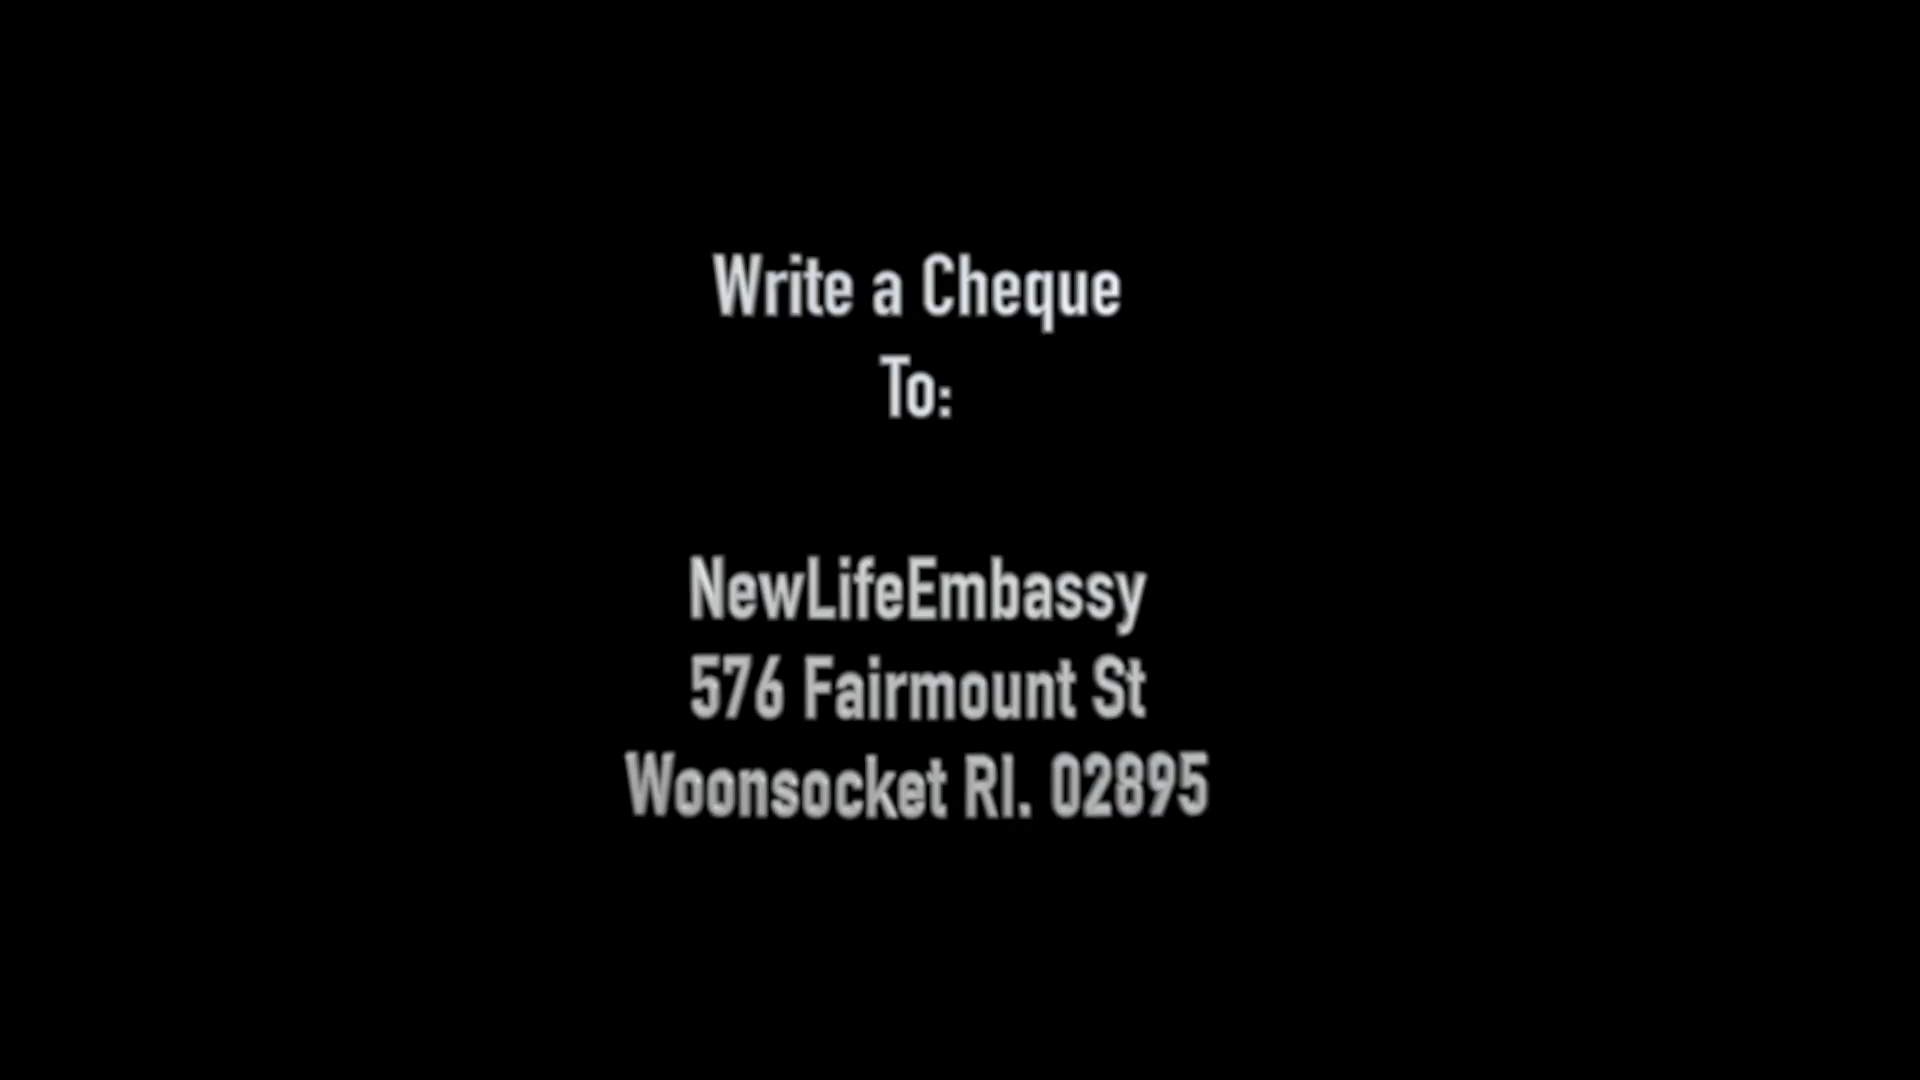 Write a Cheque
To:
NewLifeEmbassy
576 Fairmount St
Woonsocket RI. 02895